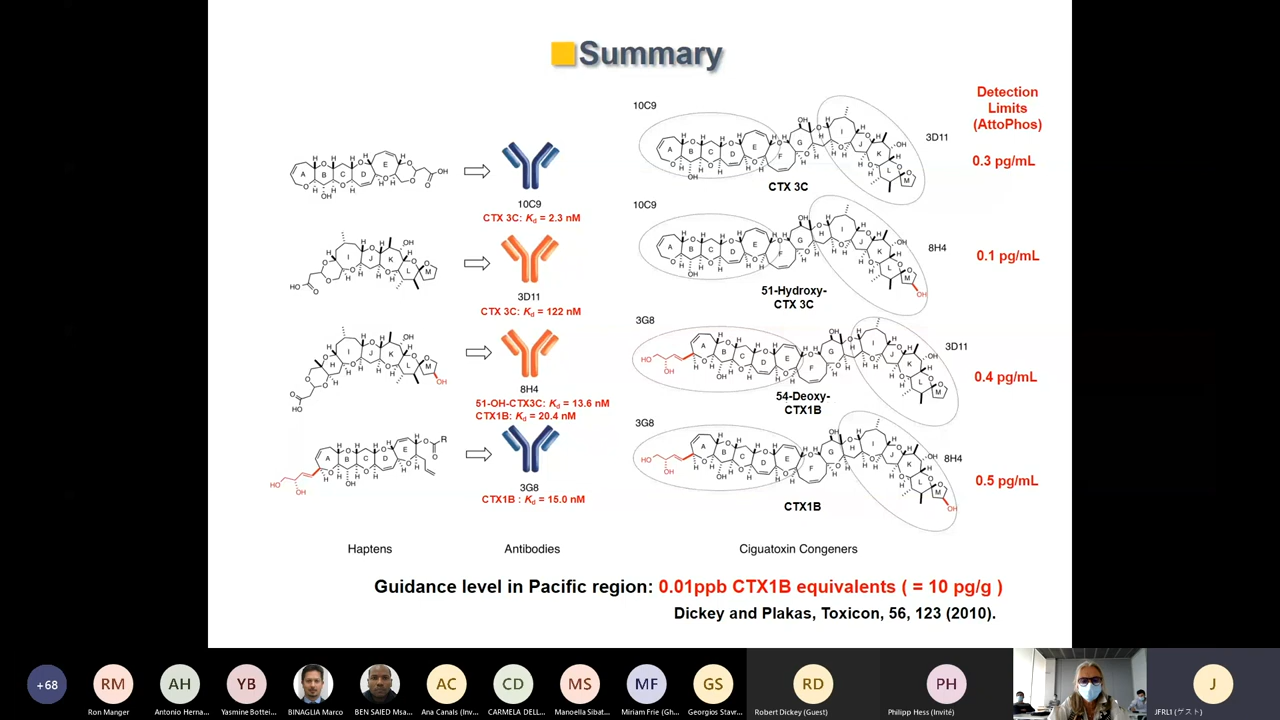 Summary
Detection
Limits
(AttoPhos)
10C9
3D11
0.3 pg/mL
CTX 3C
10C9
CTX 3C: Kd = 2.3 nM
10C9
8H4
0.1 pg/mL
51-Hydroxy-
CTX 3C
3D11
CTX 3C: Kd = 122 nM
3G8
3D11
0.4 pg/mL
54-Deoxy-
CTX1B
8H4
51-OH-CTX3C: Kd = 13.6 nM
CTX1B: Kd = 20.4 nM
3G8
8H4
0.5 pg/mL
CTX1B
3G8
CTX1B : Kd = 15.0 nM
Haptens
Antibodies
Ciguatoxin Congeners
Guidance level in Pacific region: 0.01ppb CTX1B equivalents ( = 10 pg/g )
Dickey and Plakas, Toxicon, 56, 123 (2010).
+68 RM AH YB AC CD MS MF GS RD PH J
Ron Manger
Antonio Herna...
Yasmine Bottei...
BINAGLIA Marco
BEN SAIED Msa...
Ana Canals (Inv...
CARMELA DELL...
Manoella Sibat...
Miriam Frie (Gh...
Georgios Stavr...
Robert Dickey (Guest)
Philipp Hess (Invité)
JFRL1 (ゲスト)